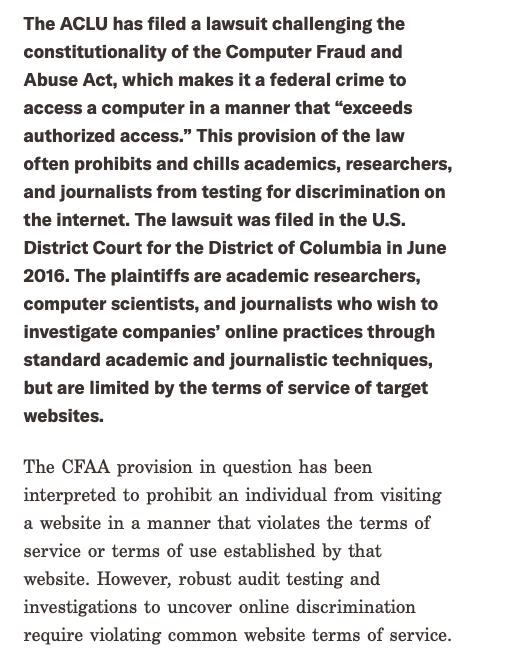 The ACLU has filed a lawsuit challenging the
constitutionality of the Computer Fraud and
Abuse Act, which makes it a federal crime to
access a computer in a manner that “exceeds
authorized access.” This provision of the law
often prohibits and chills academics, researchers,
and journalists from testing for discrimination on
the internet. The lawsuit was filed in the U.S.
District Court for the District of Columbia in June
2016. The plaintiffs are academic researchers,
computer scientists, and journalists who wish to
investigate companies’ online practices through
standard academic and journalistic techniques,
but are limited by the terms of service of target
websites.
The CFAA provision in question has been
interpreted to prohibit an individual from visiting
a website in a manner that violates the terms of
service or terms of use established by that
website. However, robust audit testing and
investigations to uncover online discrimination
require violating common website terms of service.